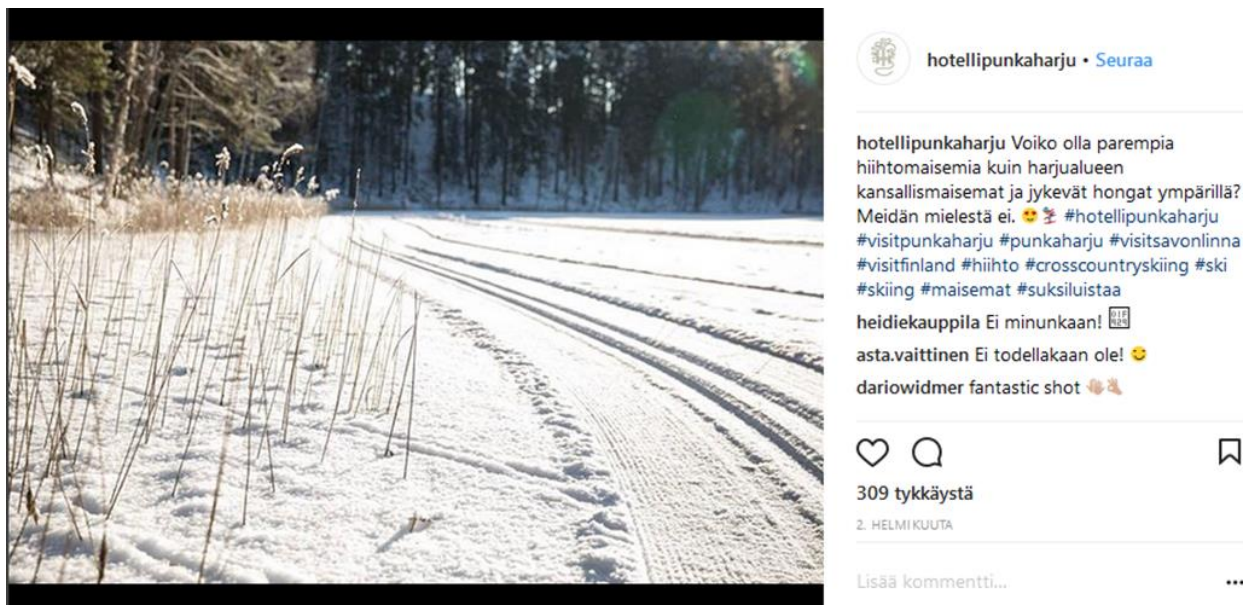 hotellipunkaharju • Seuraa
hotellipunkaharju Voiko olla parempia
hiihtomaisemia kuin harjualueen
kansallismaisemat ja jykevät hongat ympärillä?
Meidän mielestä ei. 😍⛷ #hotellipunkaharju
#visitpunkaharju #punkaharju #visitsavonlinna
#visitfinland #hiihto #crosscountryskiing #ski
#skiing #maisemat #suksiluistaa
heidiekauppila Ei minunkaan!
asta.vaittinen Ei todellakaan ole! 😊
dariowidmer fantastic shot 👏🏼👌🏼
309 tykkäystä
2. HELMIKUUTA
Lisää kommentti...